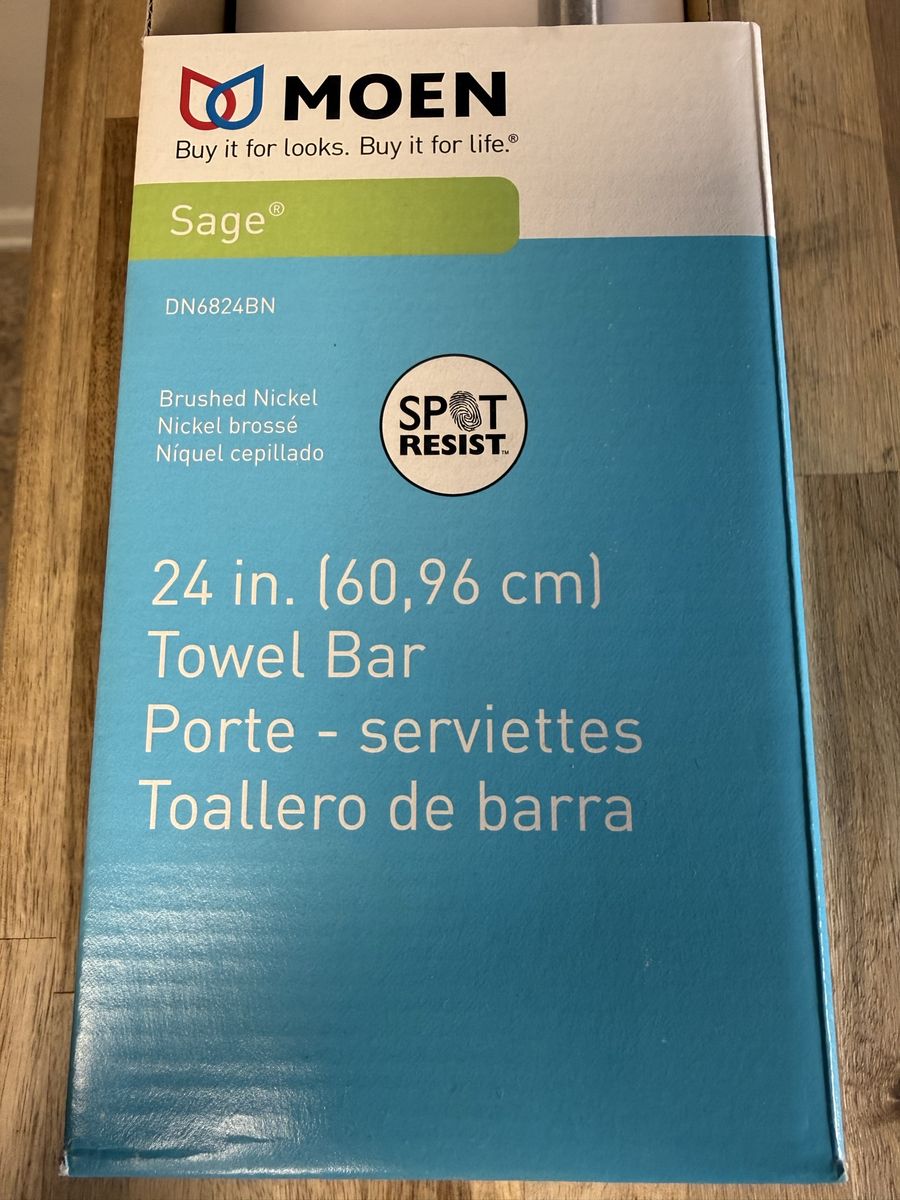 MOEN
Buy it for looks. Buy it for life.®
Sage®
DN6824BN
Brushed Nickel
Nickel brossé
Níquel cepillado
SPOT
RESIST™
24 in. (60,96 cm)
Towel Bar
Porte - serviettes
Toallero de barra